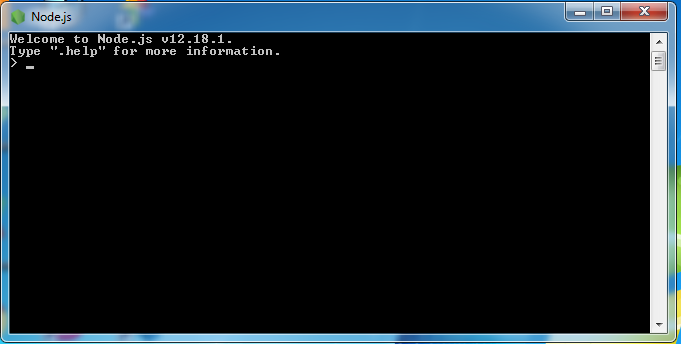 Node.js
Welcome to Node.js v12.18.1.
Type ".help" for more information.
> _